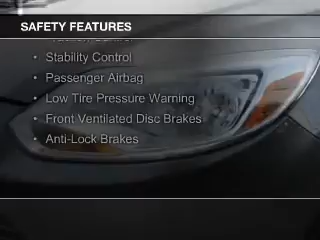 SAFETY FEATURES
• Stability Control
• Passenger Airbag
• Low Tire Pressure Warning
• Front Ventilated Disc Brakes
• Anti-Lock Brakes